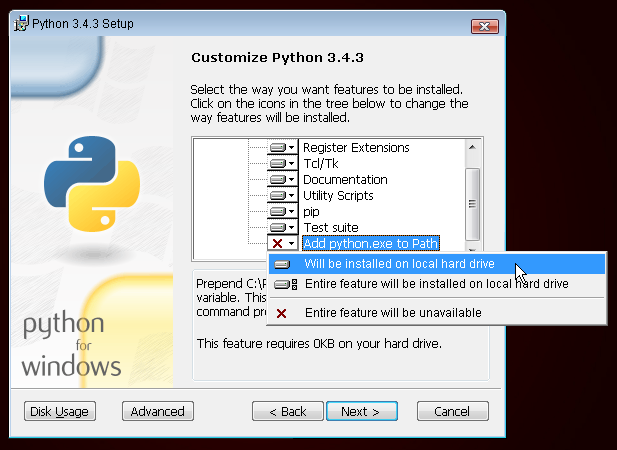 Python 3.4.3 Setup
Customize Python 3.4.3
Select the way you want features to be installed.
Click on the icons in the tree below to change the
way features will be installed.
Register Extensions
Tcl/Tk
Documentation
Utility Scripts
pip
Test suite
Add python.exe to Path
Will be installed on local hard drive
Entire feature will be installed on local hard drive
Entire feature will be unavailable
Prepend C:\
variable. This
command
This feature requires 0KB on your hard drive.
python
for
windows
Disk Usage
Advanced
< Back
Next >
Cancel